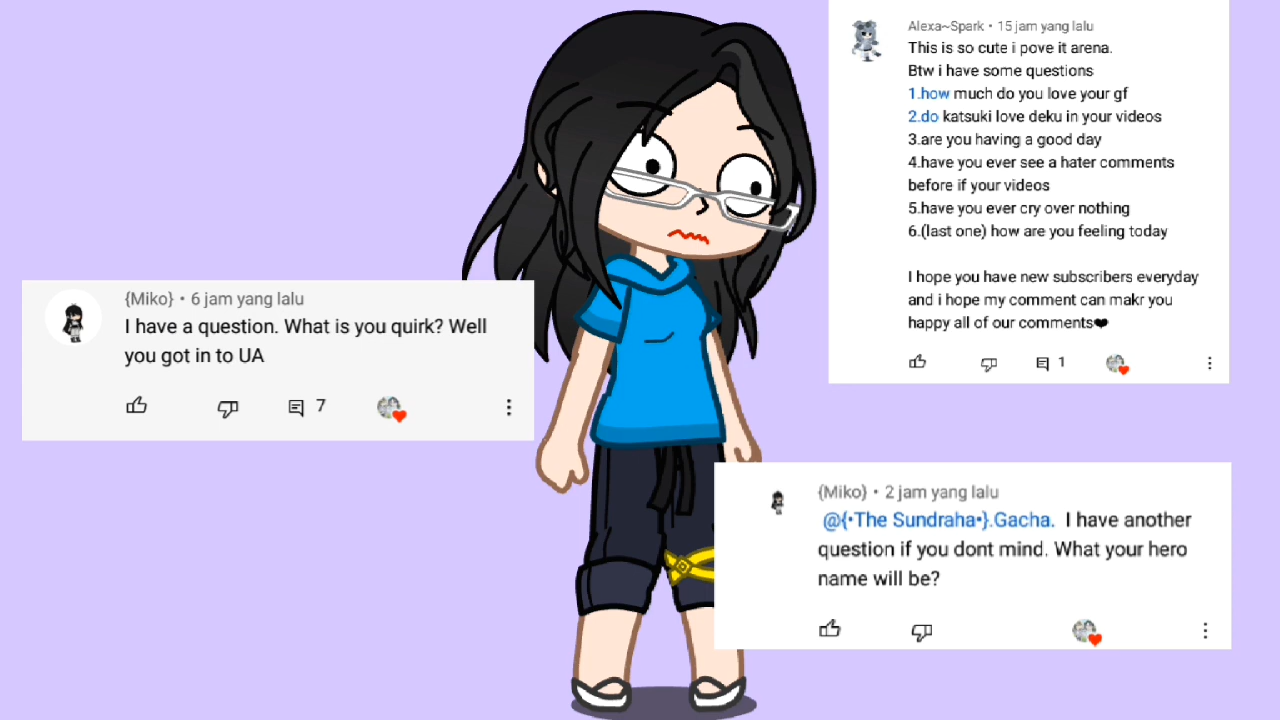 Alexa~Spark • 15 jam yang lalu
This is so cute i pove it arena.
Btw i have some questions
1.how much do you love your gf
2.do katsuki love deku in your videos
3.are you having a good day
4.have you ever see a hater comments
before if your videos
5.have you ever cry over nothing
6.(last one) how are you feeling today
I hope you have new subscribers everyday
and i hope my comment can makr you
happy all of our comments❤
1
{Miko} • 6 jam yang lalu
I have a question. What is you quirk? Well
you got in to UA
7
{Miko} • 2 jam yang lalu
@{•The Sundraha•}.Gacha. I have another
question if you dont mind. What your hero
name will be?